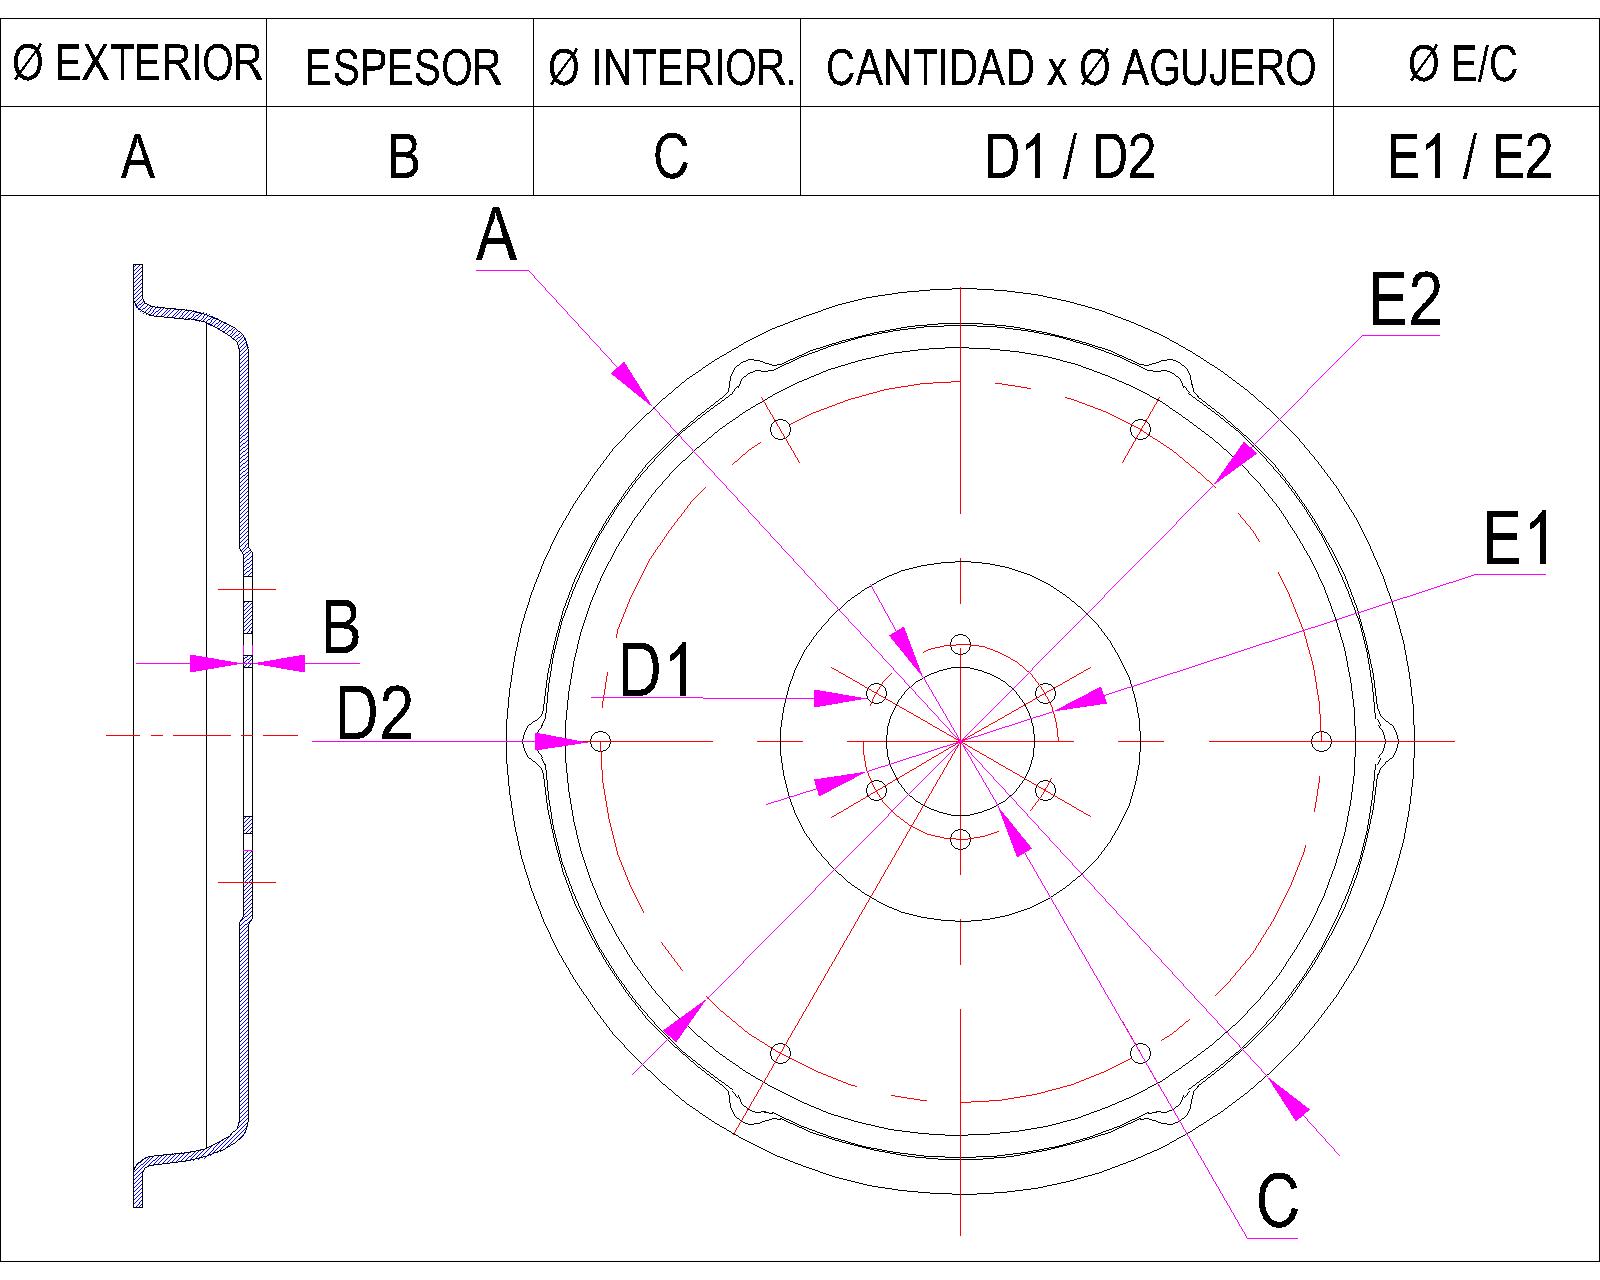 Ø EXTERIOR ESPESOR Ø INTERIOR. CANTIDAD x Ø AGUJERO Ø E/C
A B C D1 / D2 E1 / E2
A
E2
E1
B
D1
D2
C